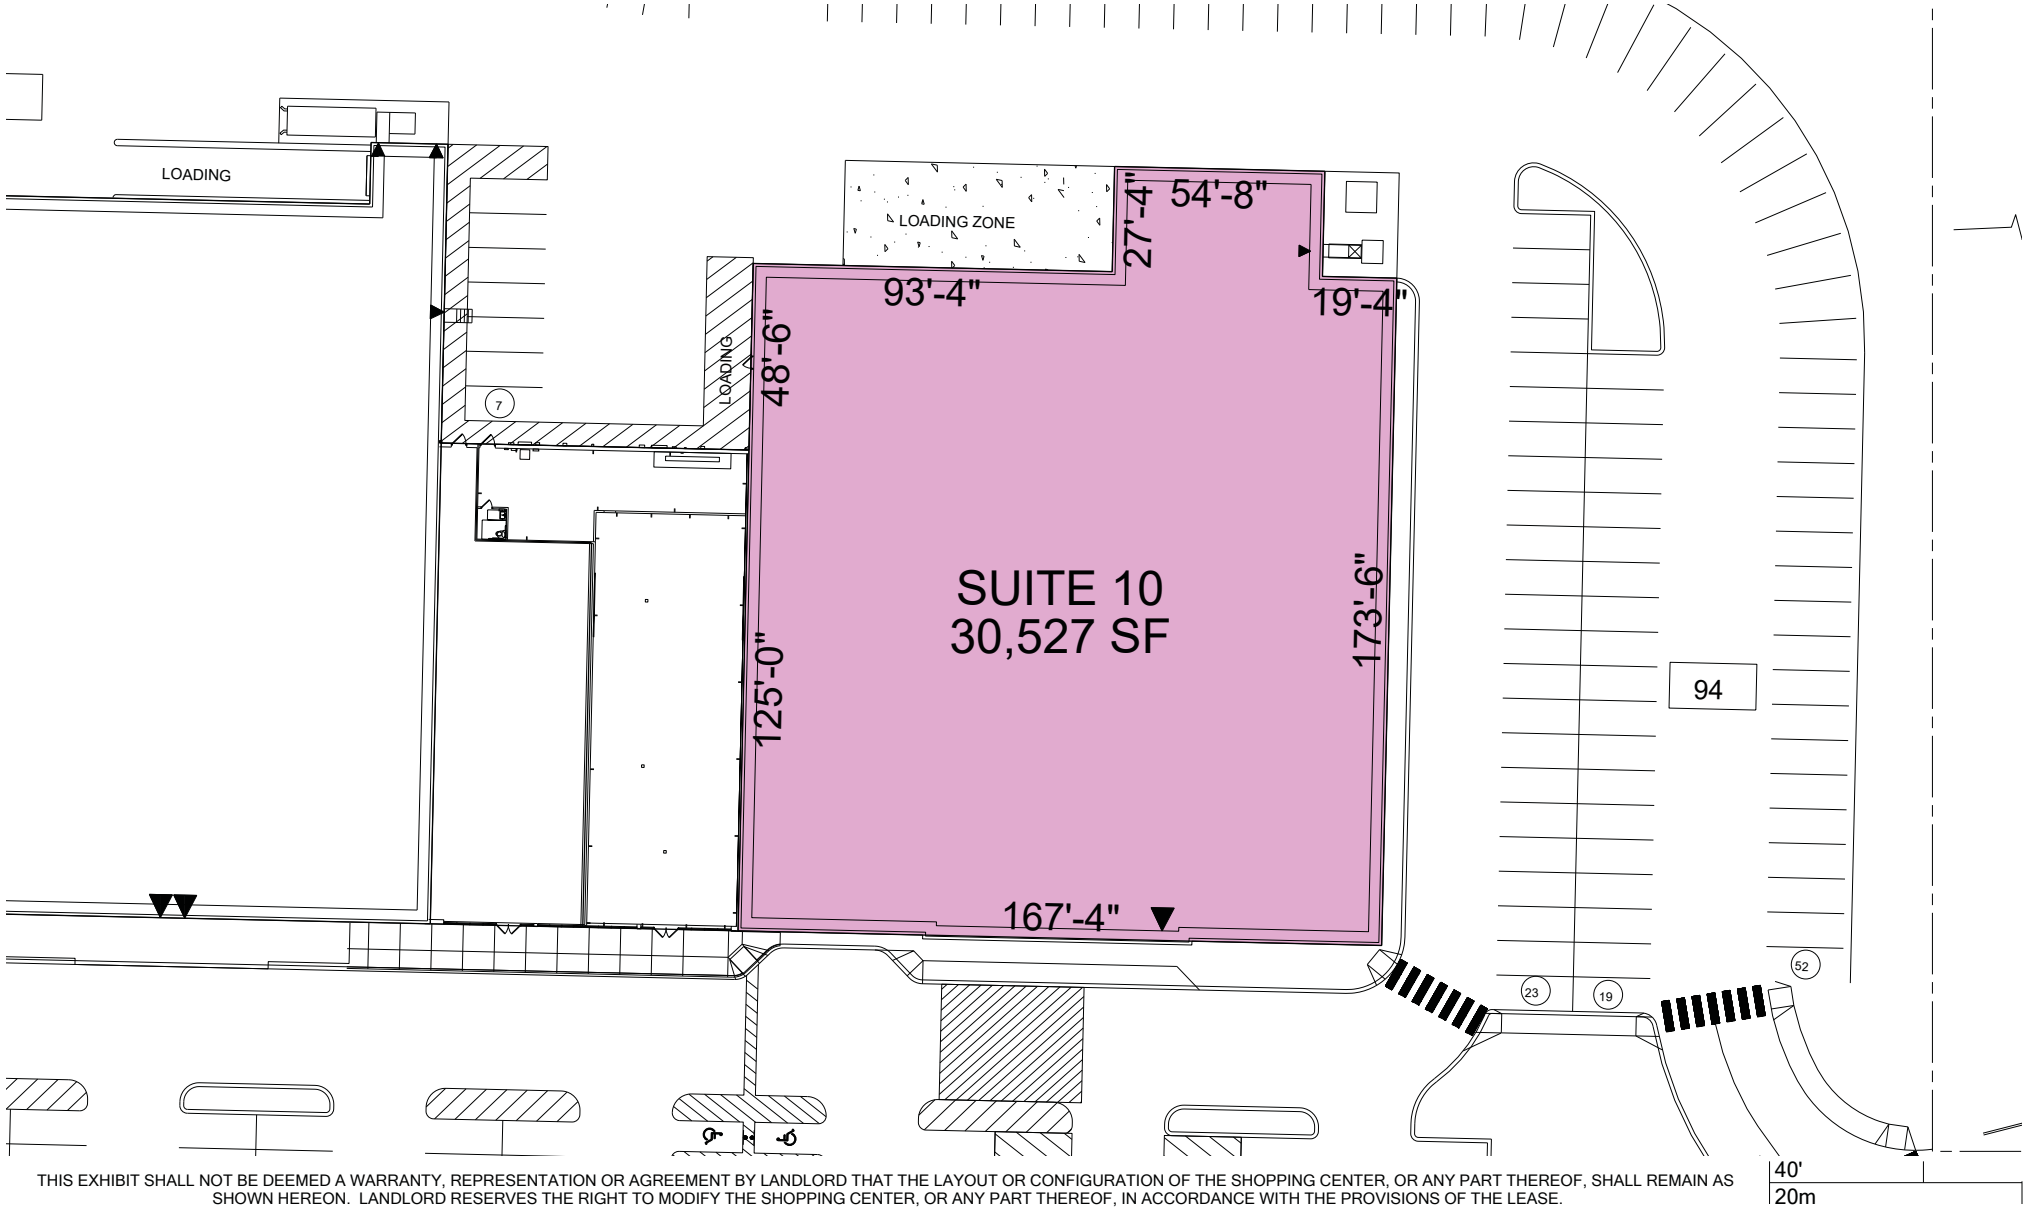 LOADING
LOADING ZONE
27'-4"
54'-8"
93'-4"
19'-4"
48'-6"
LOADING
7
SUITE 10
30,527 SF
173'-6"
125'-0"
94
167'-4"
23
19
52
THIS EXHIBIT SHALL NOT BE DEEMED A WARRANTY, REPRESENTATION OR AGREEMENT BY LANDLORD THAT THE LAYOUT OR CONFIGURATION OF THE SHOPPING CENTER, OR ANY PART THEREOF, SHALL REMAIN AS
SHOWN HEREON. LANDLORD RESERVES THE RIGHT TO MODIFY THE SHOPPING CENTER, OR ANY PART THEREOF, IN ACCORDANCE WITH THE PROVISIONS OF THE LEASE.
40'
20m